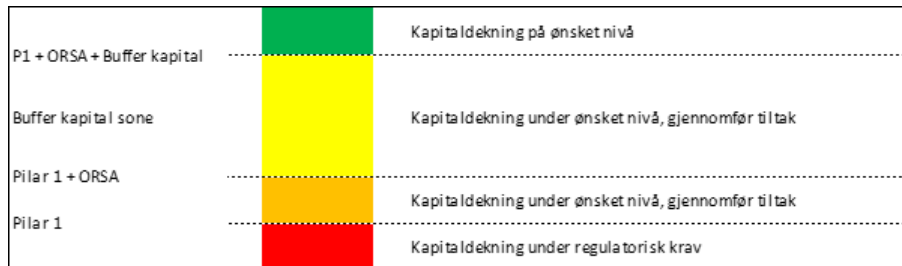 Kapitaldekning på ønsket nivå
P1 + ORSA + Buffer kapital
Buffer kapital sone
Kapitaldekning under ønsket nivå, gjennomfør tiltak
Pilar 1 + ORSA
Kapitaldekning under ønsket nivå, gjennomfør tiltak
Pilar 1
Kapitaldekning under regulatorisk krav